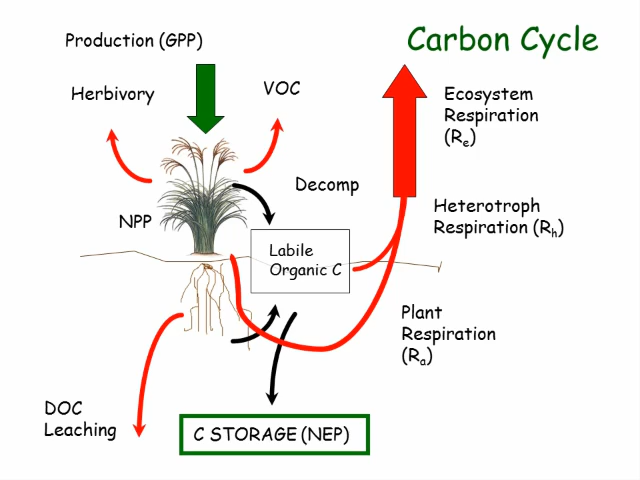 Carbon Cycle
Production (GPP)
Herbivory
VOC
Ecosystem
Respiration
(Re)
Decomp
NPP
Heterotroph
Respiration (Rh)
Labile
Organic C
Plant
Respiration
(Ra)
DOC
Leaching
C STORAGE (NEP)